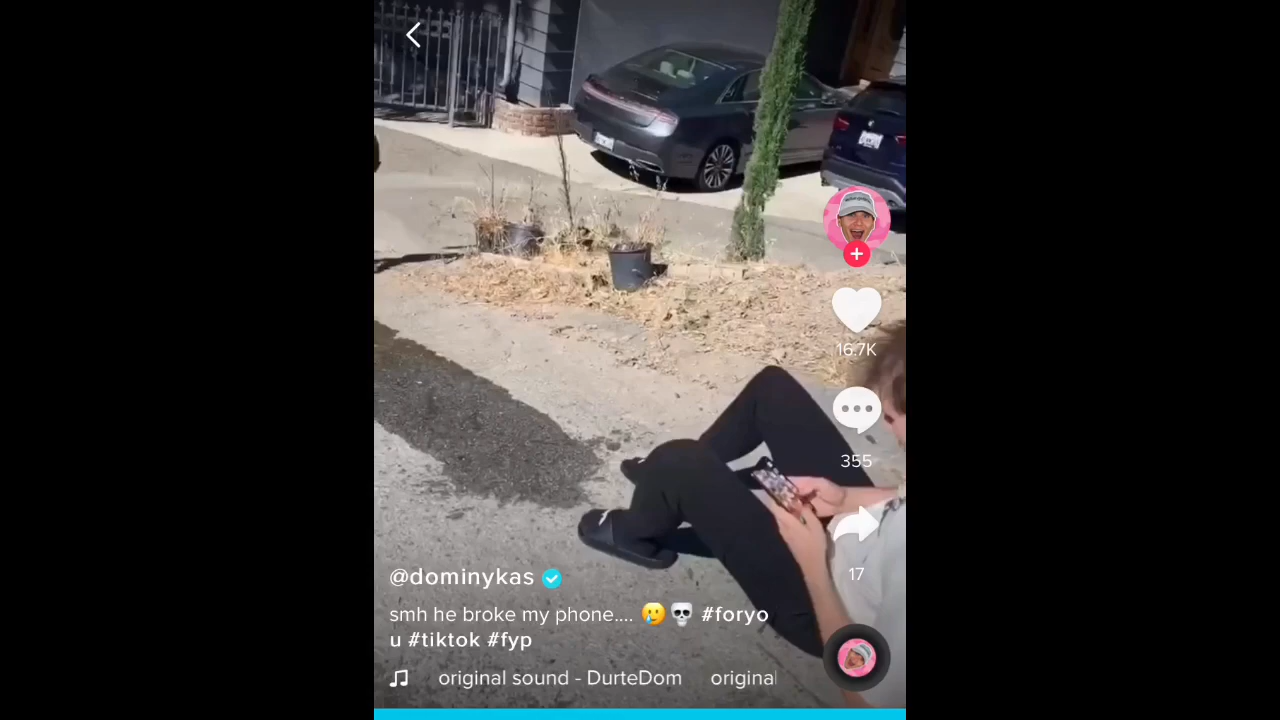 16.7K
355
17
@dominykas
smh he broke my phone.... 🥲💀 #foryo
u #tiktok #fyp
original sound - DurteDom original